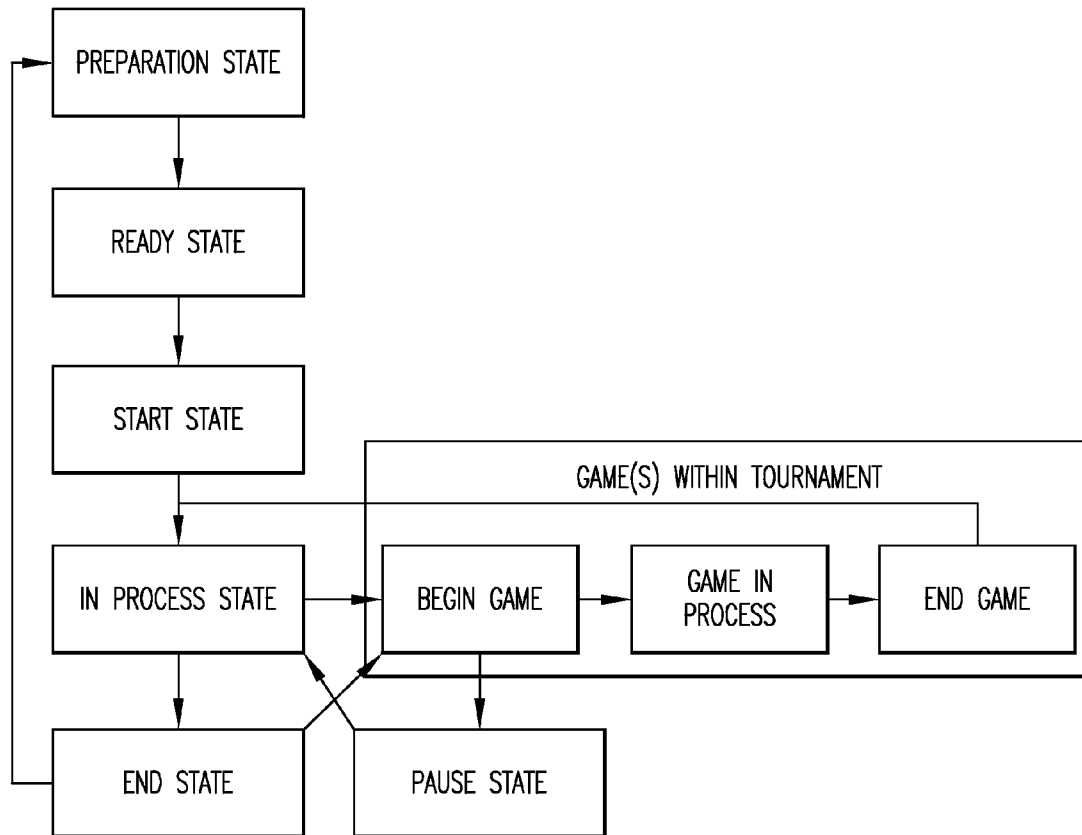 PREPARATION STATE
READY STATE
START STATE
GAME(S) WITHIN TOURNAMENT
IN PROCESS STATE
BEGIN GAME
GAME IN
PROCESS
END GAME
END STATE
PAUSE STATE